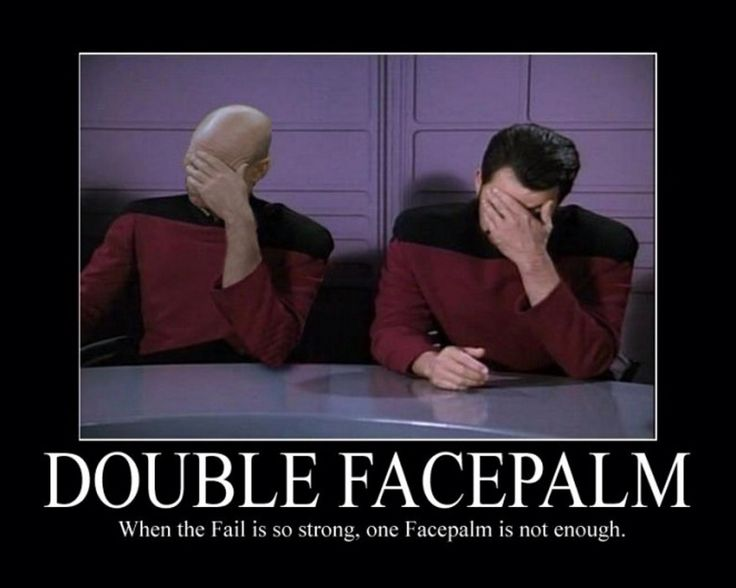 DOUBLE FACEPALM
When the Fail is so strong, one Facepalm is not enough.